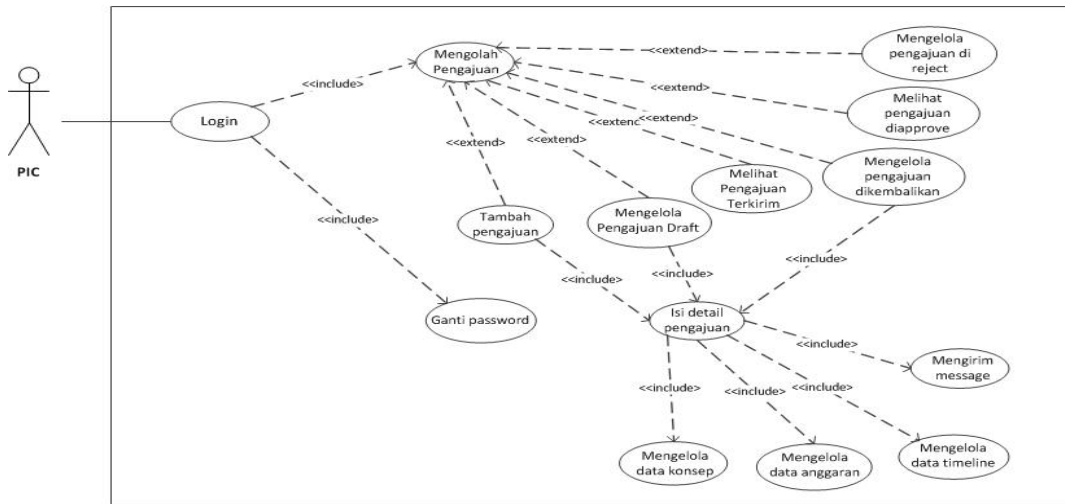 PIC
Login
<<include>>
<<include>>
Mengolah
Pengajuan
<<extend>>
<<extend>>
<<extend>>
<<extend>>
<<extend>>
<<extend>>
Mengelola
pengajuan di
reject
Melihat
pengajuan
diapprove
Mengelola
pengajuan
dikembalikan
Melihat
Pengajuan
Terkirim
Tambah
pengajuan
Mengelola
Pengajuan Draft
<<include>>
<<include>>
<<include>>
Ganti password
Isi detail
pengajuan
<<include>>
<<include>>
<<include>>
<<include>>
Mengirim
message
Mengelola
data konsep
Mengelola
data anggaran
Mengelola
data timeline